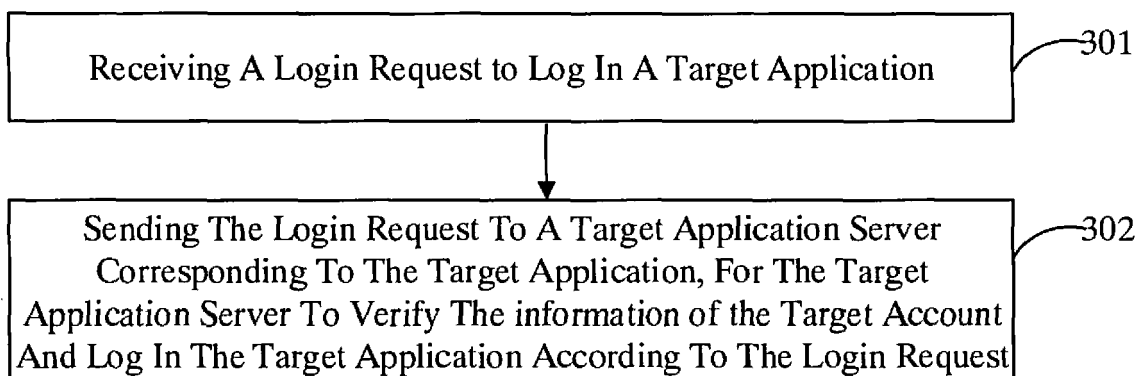 Receiving A Login Request to Log In A Target Application
301
Sending The Login Request To A Target Application Server
Corresponding To The Target Application, For The Target
Application Server To Verify The information of the Target Account
And Log In The Target Application According To The Login Request
302